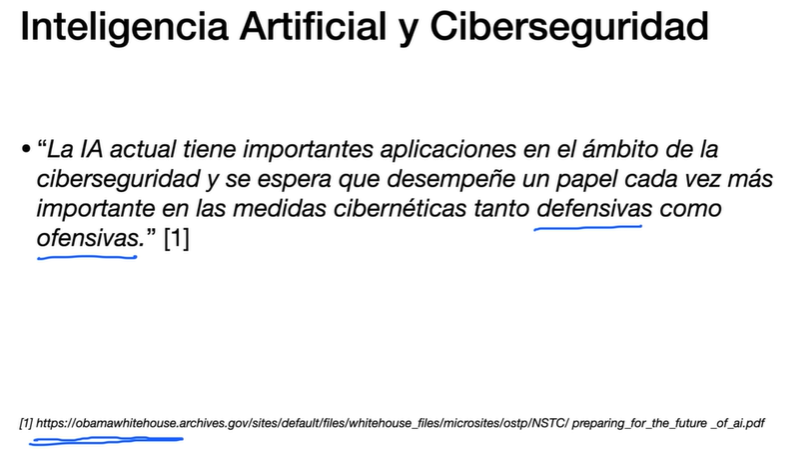 Inteligencia Artificial y Ciberseguridad
• “La IA actual tiene importantes aplicaciones en el ámbito de la
ciberseguridad y se espera que desempeñe un papel cada vez más
importante en las medidas cibernéticas tanto defensivas como
ofensivas.” [1]
[1] https://obamawhitehouse.archives.gov/sites/default/files/whitehouse_files/microsites/ostp/NSTC/ preparing_for_the_future _of_ai.pdf